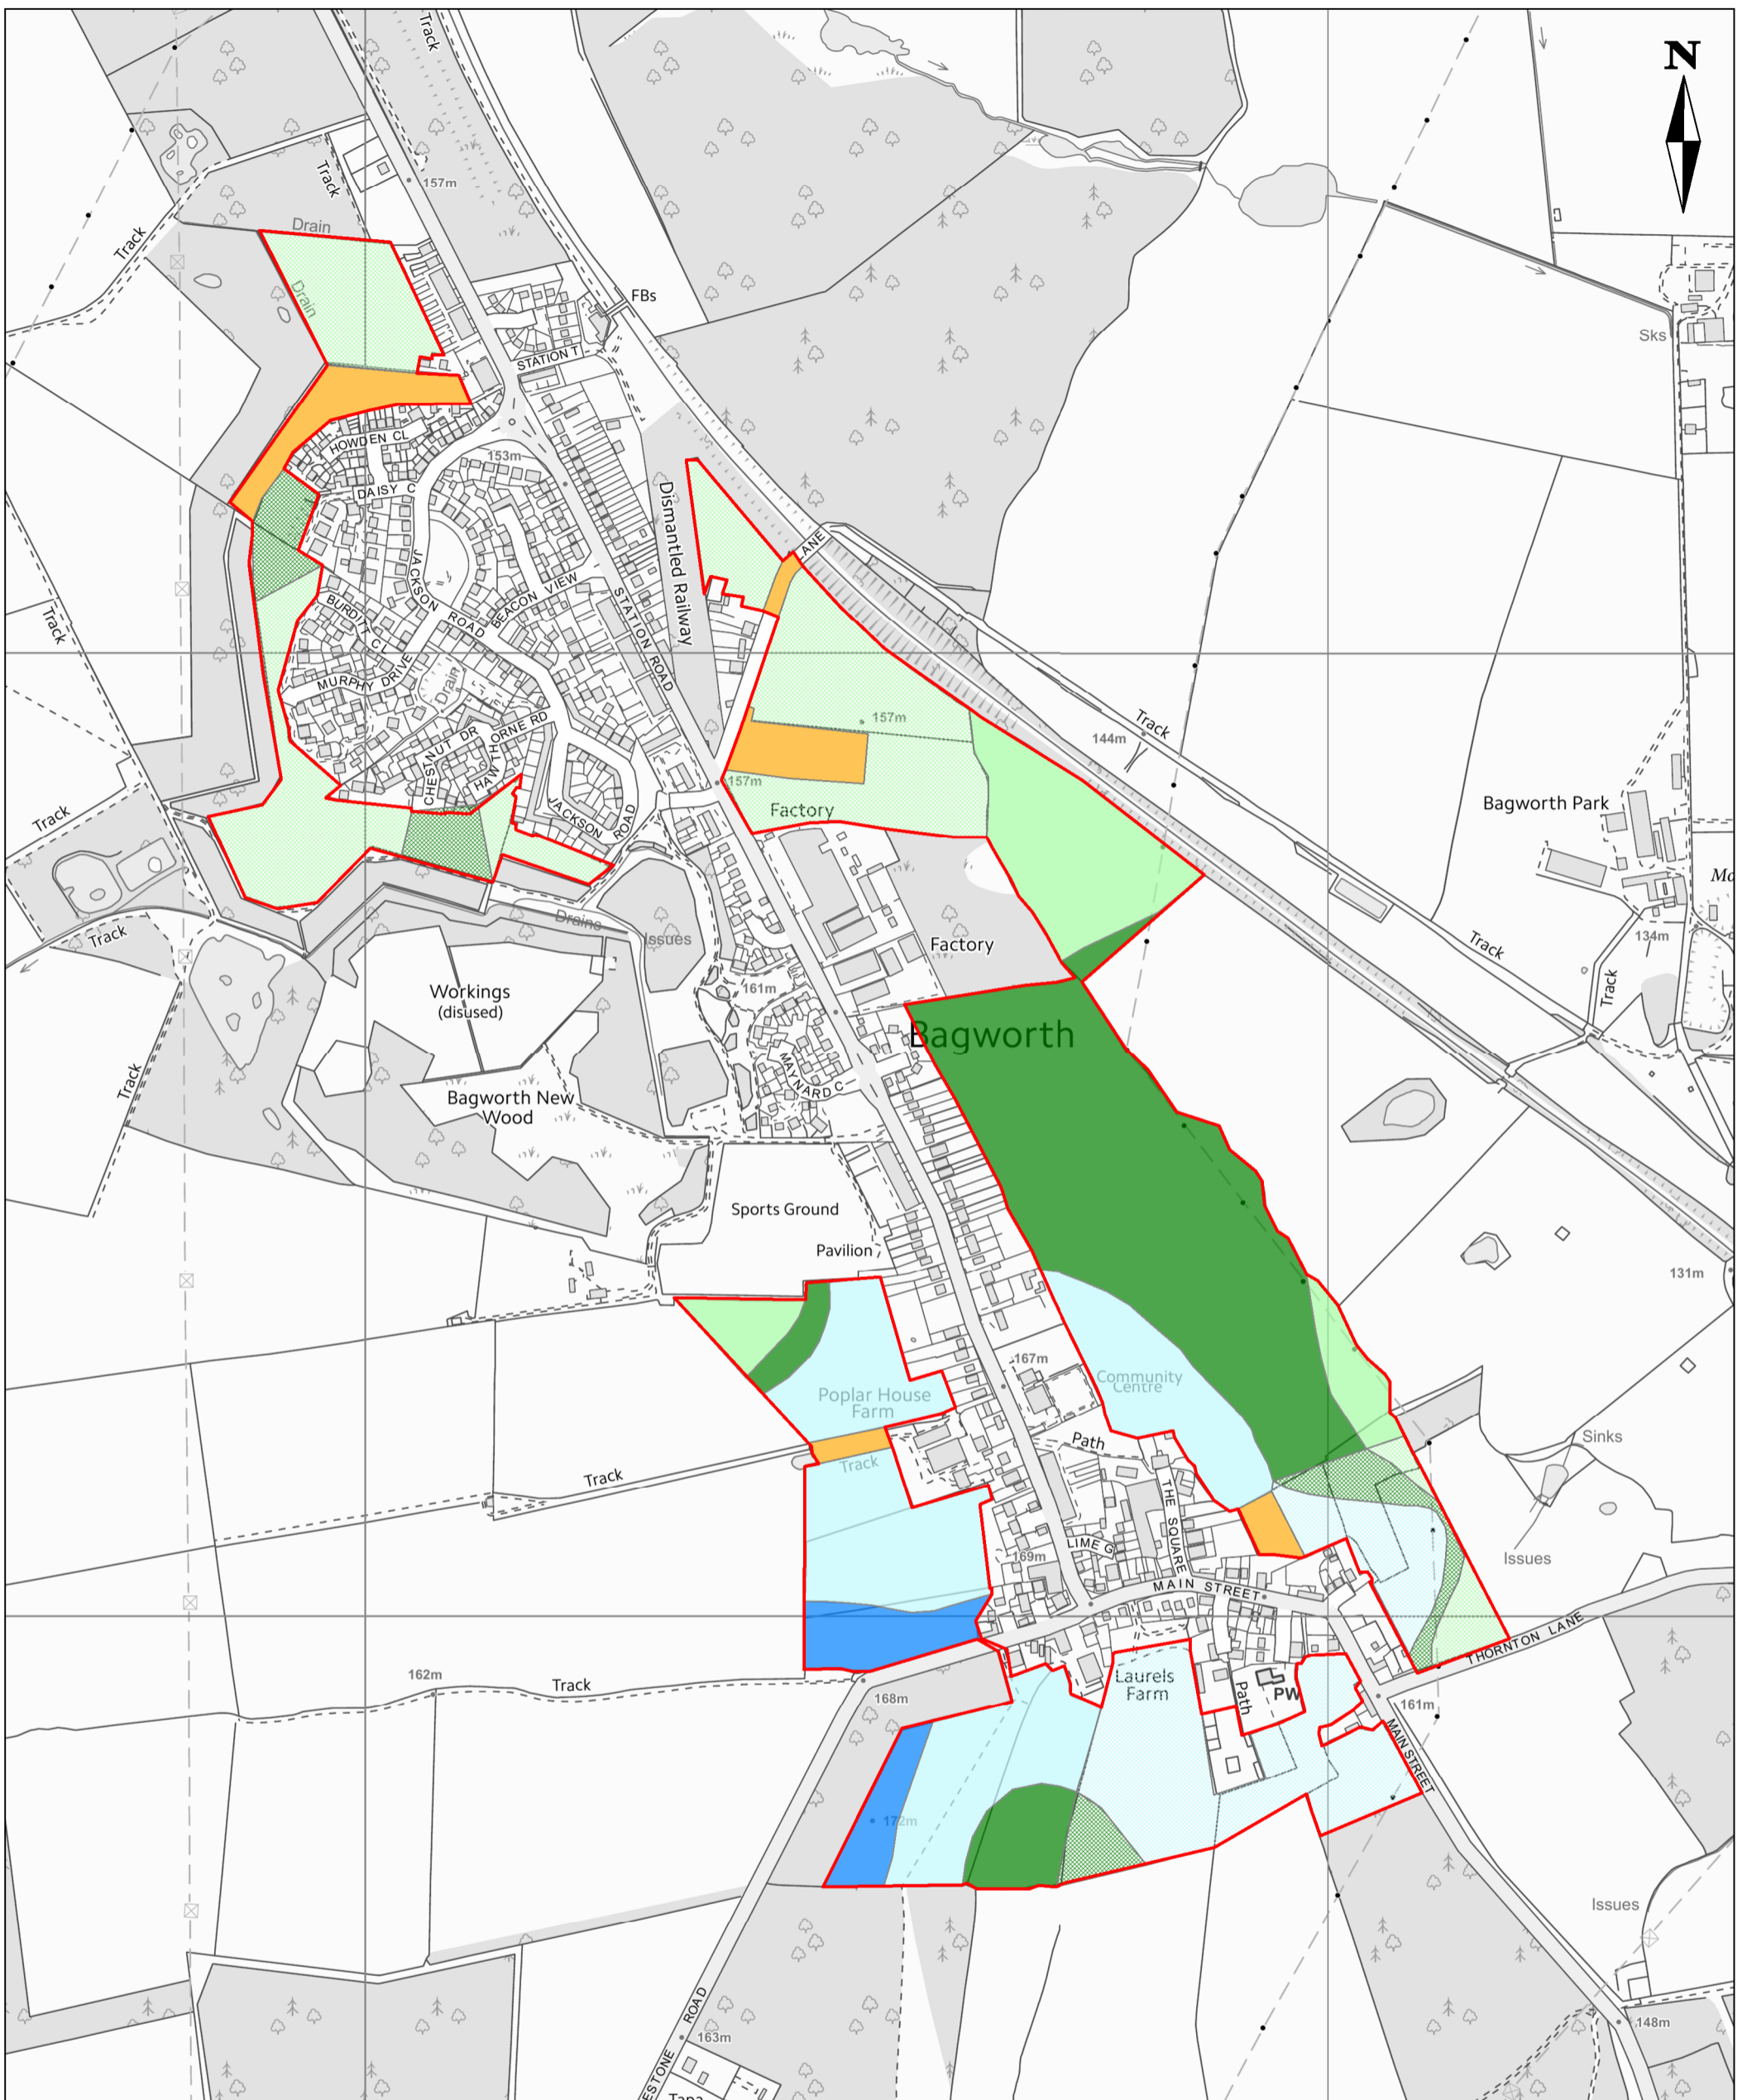 Track
N
157m
Track
Drain
Track
Drain
FBs
STATION T
Sks
HOWDEN CL
153m
DAISY C
LANE
Dismantled Railway
JACKSON ROAD
BEACON VIEW
BURDITT CL
STATION ROAD
Track
MURPHY DRIVE
Drain
157m
Track
144m
CHESTNUT DR
HAWTHORNE RD
157m
Factory
JACKSON ROAD
Bagworth Park
Track
Track
Drains
Issues
Factory
Track
134m
Track
Workings
(disused)
161m
Bagworth
MAYNARD C
Track
Bagworth New
Wood
Sports Ground
Pavilion
131m
167m
Community
Centre
Poplar House
Farm
Path
Track
Track
Sinks
THE SQUARE
LIME G
169m
Issues
MAIN STREET
THORNTON LANE
162m
Track
168m
Laurels
Farm
Path
PW
161m
MAIN STREET
172m
Issues
148m
163m
ESTONE ROAD